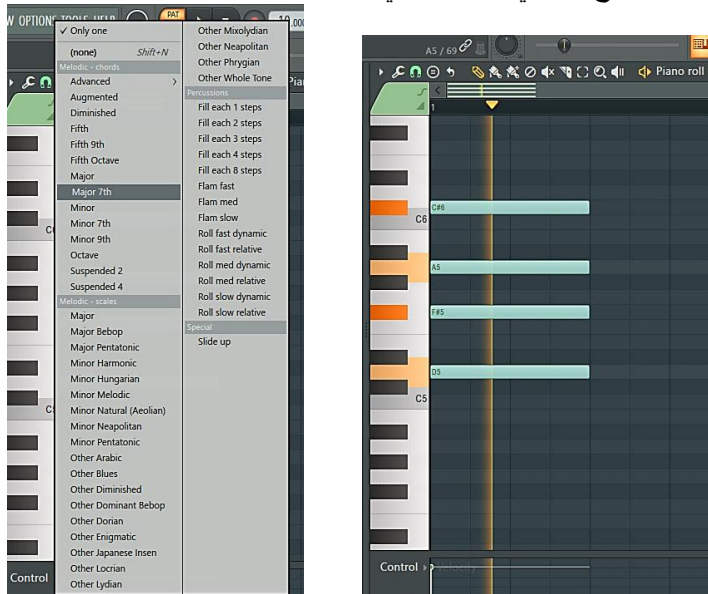 W OPTIONS TOOLS HELP
PAT
✓ Only one
(none) Shift+N
Melodic - chords
Advanced >
Augmented
Diminished
Fifth
Fifth 9th
Fifth Octave
Major
Major 7th
Minor
Minor 7th
Minor 9th
Octave
Suspended 2
Suspended 4
Melodic - scales
Major
Major Bebop
Major Pentatonic
Minor Harmonic
Minor Hungarian
Minor Melodic
Minor Natural (Aeolian)
Minor Neapolitan
Minor Pentatonic
Other Arabic
Other Blues
Other Diminished
Other Dominant Bebop
Other Dorian
Other Enigmatic
Other Japanese Insen
Other Locrian
Other Lydian
Other Mixolydian
Other Neapolitan
Other Phrygian
Other Whole Tone
Percussions
Fill each 1 steps
Fill each 2 steps
Fill each 3 steps
Fill each 4 steps
Fill each 8 steps
Flam fast
Flam med
Flam slow
Roll fast dynamic
Roll fast relative
Roll med dynamic
Roll med relative
Roll slow dynamic
Roll slow relative
Special
Slide up
Control
A5 / 69
Piano roll
1
C#6
C6
A5
F#5
D5
C5
Control
Velocity